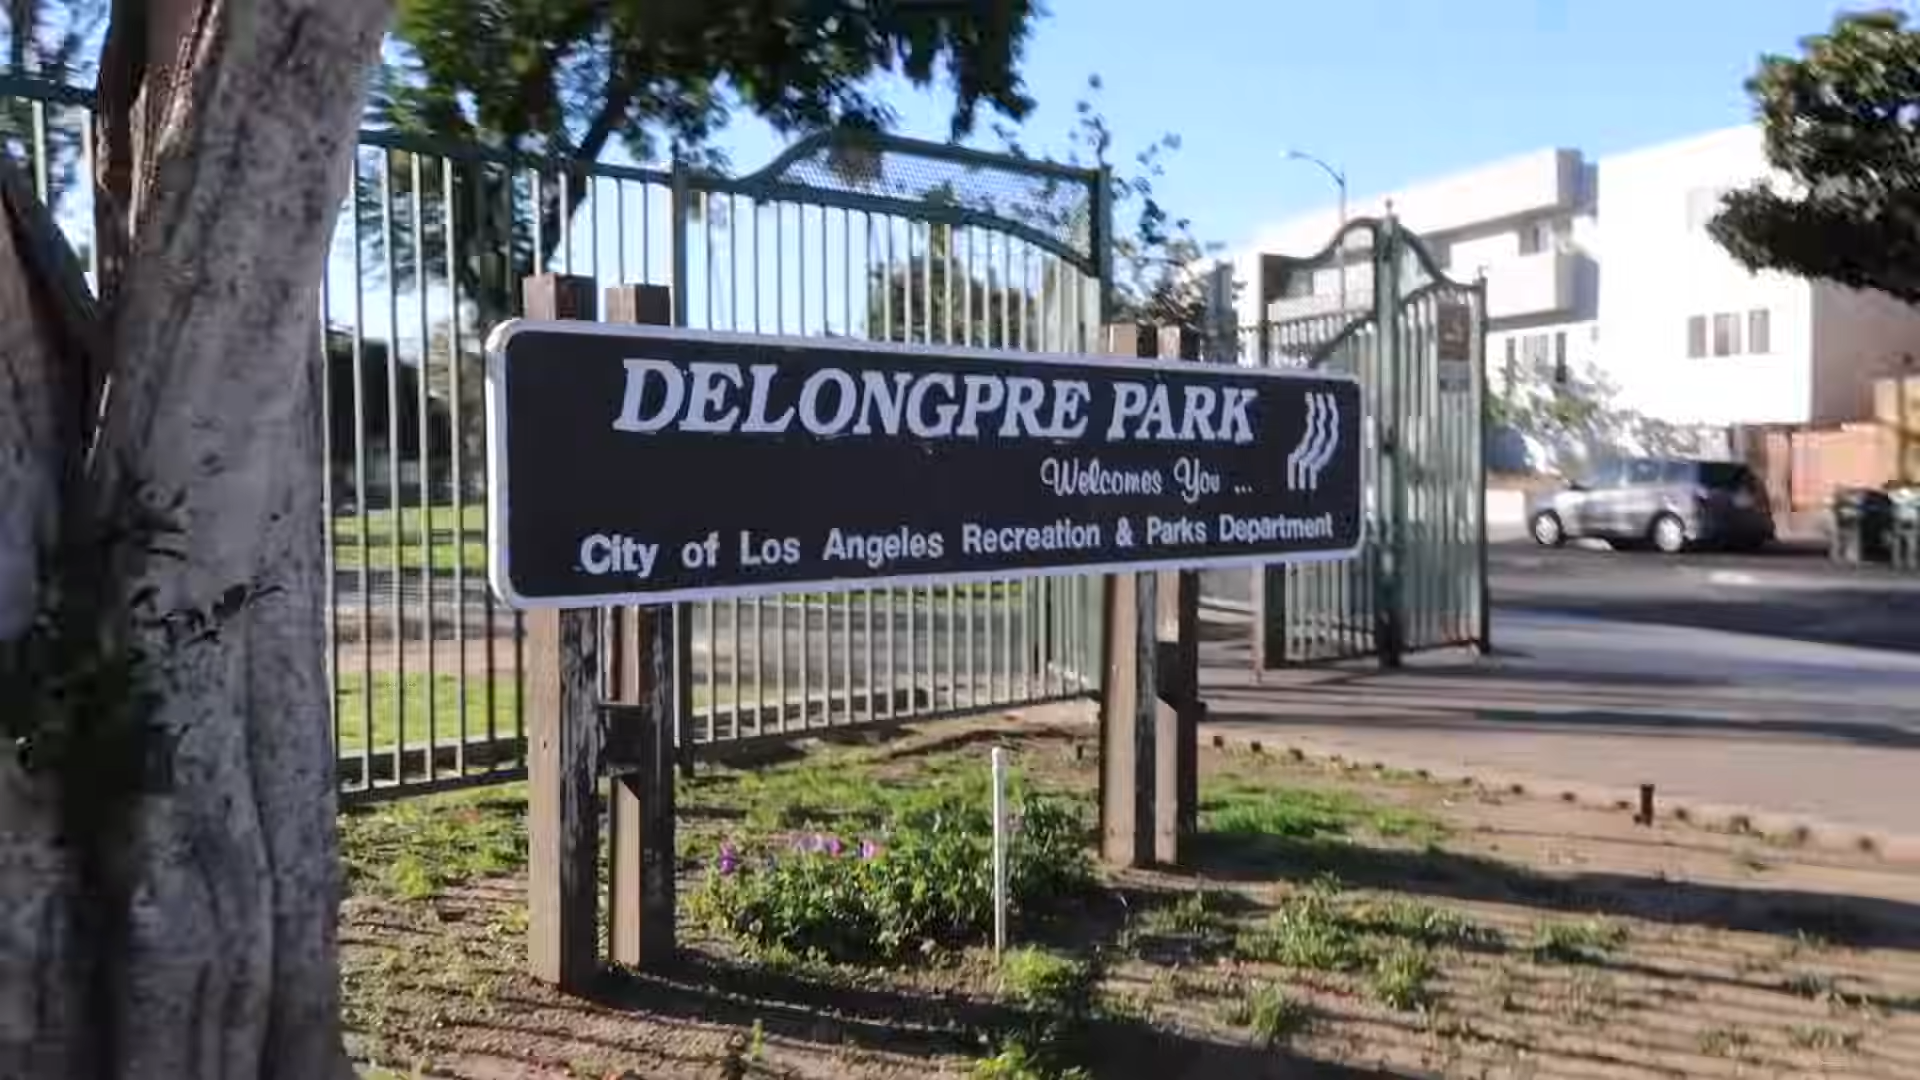 DELONGPRE PARK
Welcomes You ...
City of Los Angeles Recreation & Parks Department